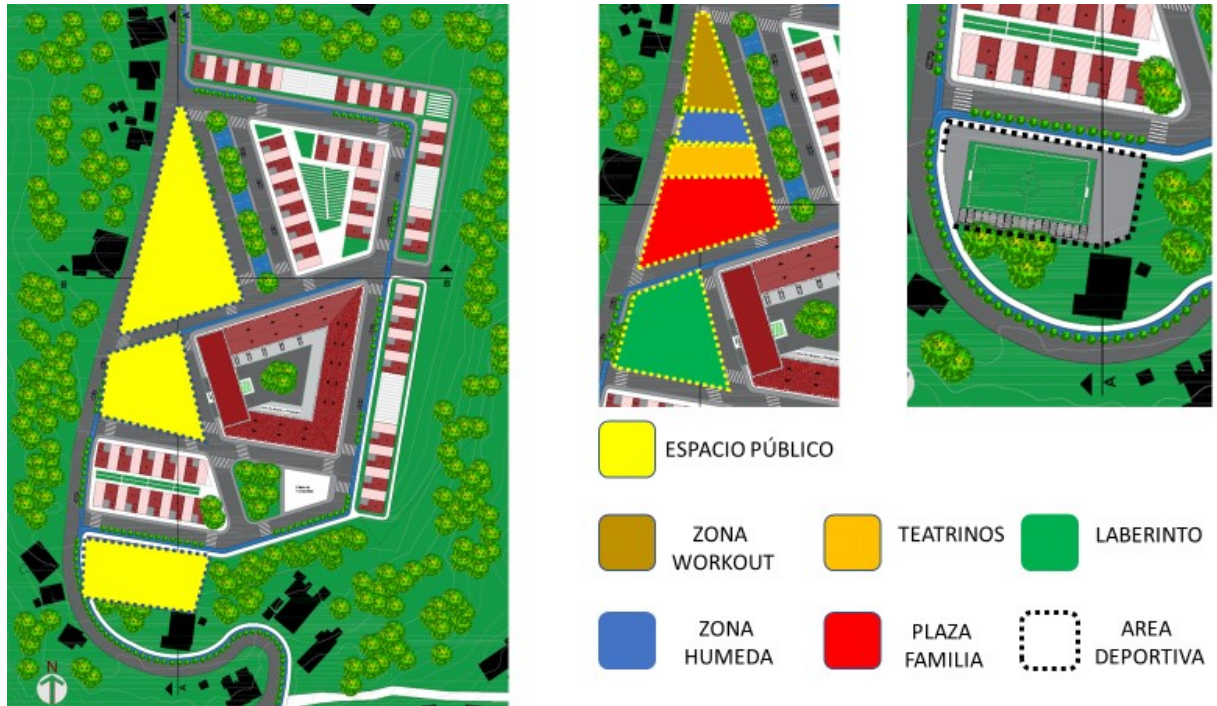 A
B
B
N
A
A
ESPACIO PÚBLICO
ZONA
WORKOUT
TEATRINOS
LABERINTO
ZONA
HUMEDA
PLAZA
FAMILIA
AREA
DEPORTIVA